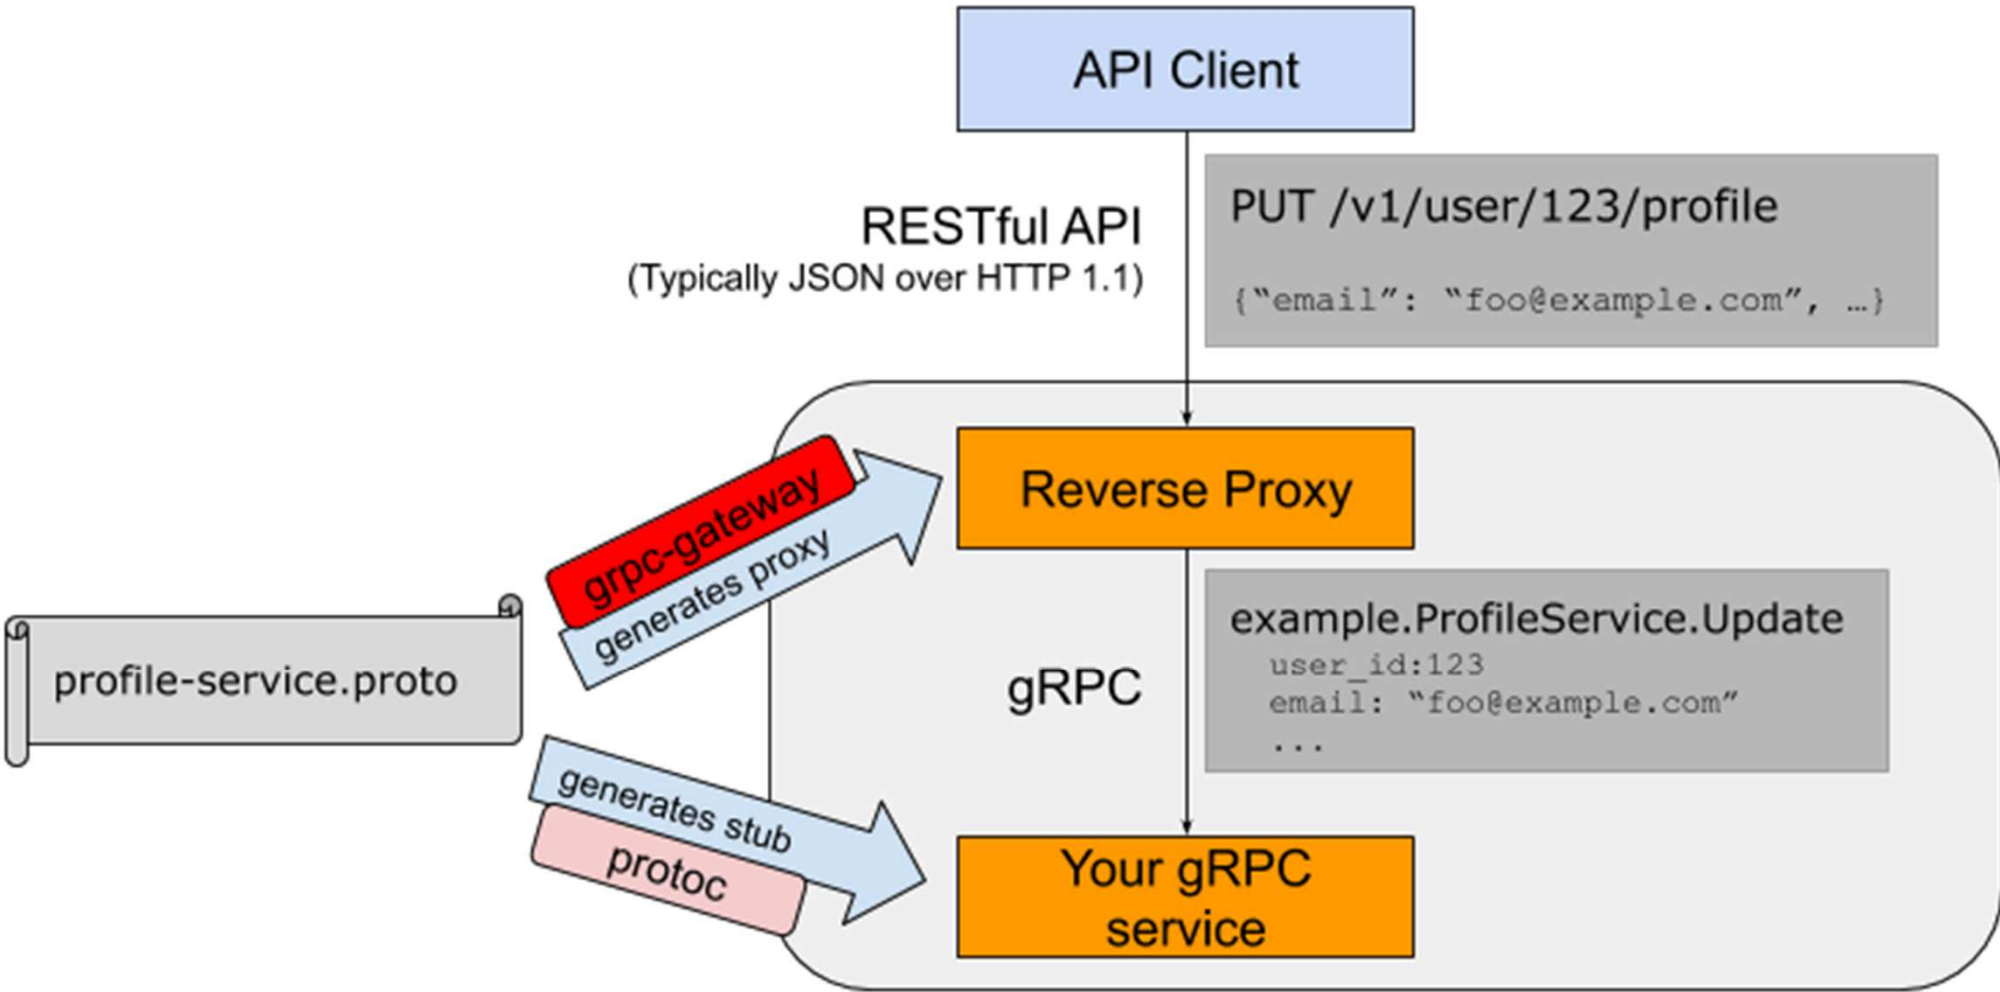 API Client
RESTful API
(Typically JSON over HTTP 1.1)
PUT /v1/user/123/profile
{“email”: “foo@example.com”, …}
grpc-gateway
generates proxy
Reverse Proxy
profile-service.proto
gRPC
example.ProfileService.Update
user_id:123
email: “foo@example.com”
...
generates stub
protoc
Your gRPC
service